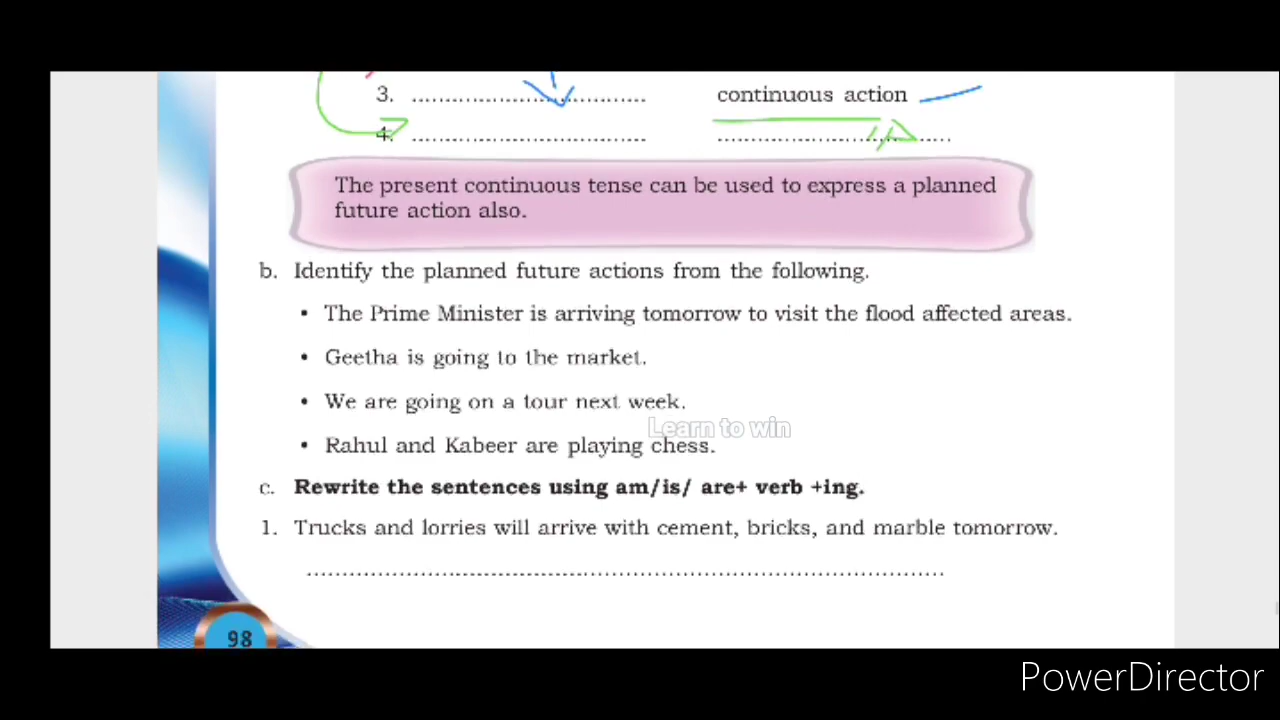 3. ................................... continuous action
4. ................................... ...................................
The present continuous tense can be used to express a planned
future action also.
b. Identify the planned future actions from the following.
• The Prime Minister is arriving tomorrow to visit the flood affected areas.
• Geetha is going to the market.
• We are going on a tour next week.
Learn to win
• Rahul and Kabeer are playing chess.
c. Rewrite the sentences using am/is/ are+ verb +ing.
1. Trucks and lorries will arrive with cement, bricks, and marble tomorrow.
................................................................................................
98
PowerDirector